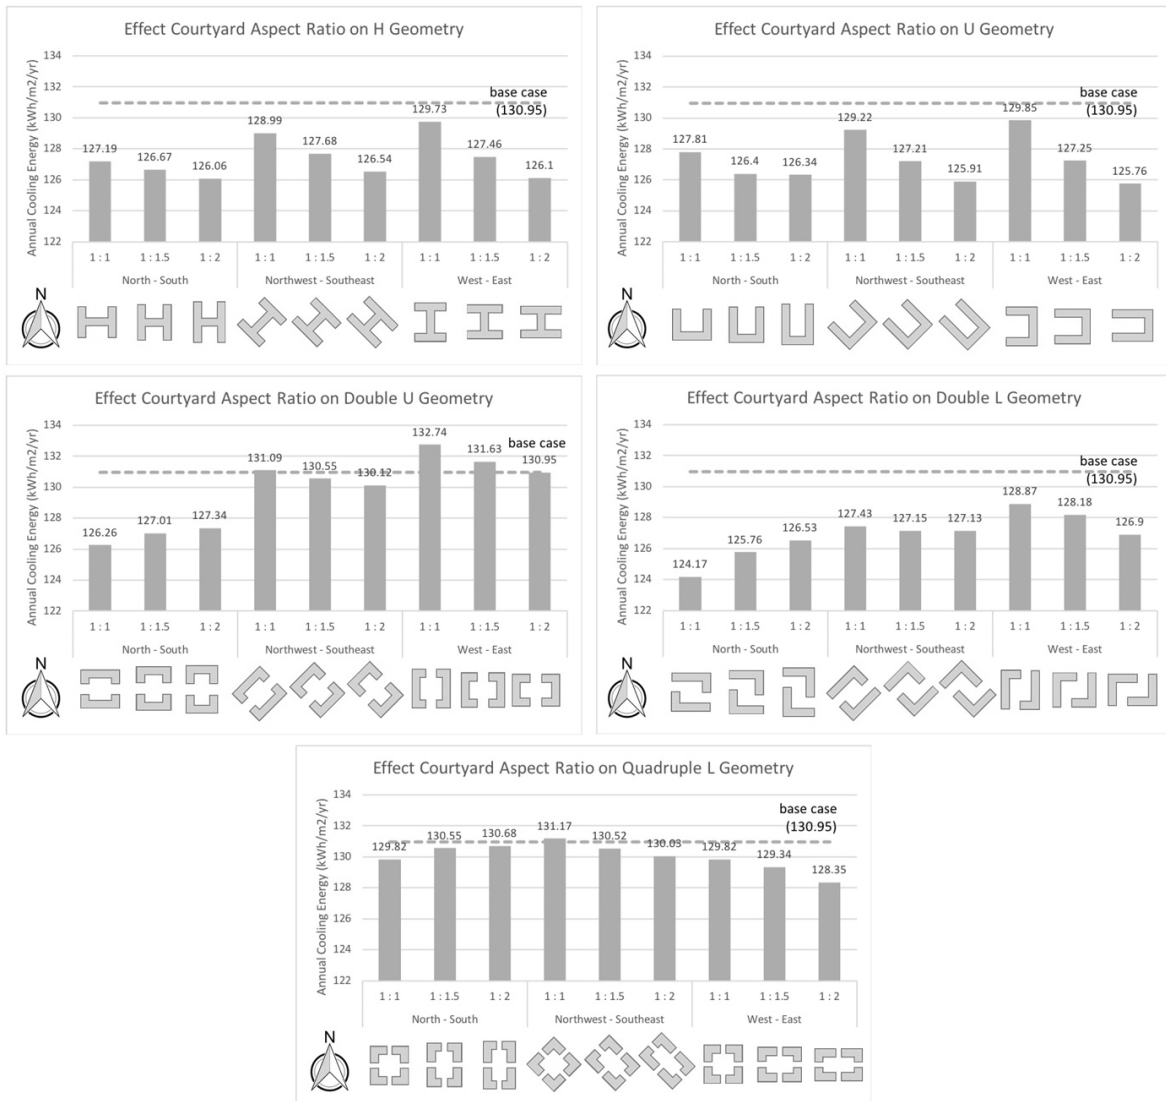 Effect Courtyard Aspect Ratio on H Geometry
Annual Cooling Energy (kWh/m2/yr)
134
132
130
128
126
124
122
base case
(130.95)
127.19
126.67
126.06
128.99
127.68
126.54
129.73
127.46
126.1
1 : 1
1 : 1.5
1 : 2
1 : 1
1 : 1.5
1 : 2
1 : 1
1 : 1.5
1 : 2
North - South
Northwest - Southeast
West - East
N
Effect Courtyard Aspect Ratio on U Geometry
Annual Cooling Energy (kWh/m2/yr)
134
132
130
128
126
124
122
base case
(130.95)
127.81
126.4
126.34
129.22
127.21
125.91
129.85
127.25
125.76
1 : 1
1 : 1.5
1 : 2
1 : 1
1 : 1.5
1 : 2
1 : 1
1 : 1.5
1 : 2
North - South
Northwest - Southeast
West - East
N
Effect Courtyard Aspect Ratio on Double U Geometry
Annual Cooling Energy (kWh/m2/yr)
134
132
130
128
126
124
122
base case
126.26
127.01
127.34
131.09
130.55
130.12
132.74
131.63
130.95
1 : 1
1 : 1.5
1 : 2
1 : 1
1 : 1.5
1 : 2
1 : 1
1 : 1.5
1 : 2
North - South
Northwest - Southeast
West - East
N
Effect Courtyard Aspect Ratio on Double L Geometry
Annual Cooling Energy (kWh/m2/yr)
134
132
130
128
126
124
122
base case
(130.95)
124.17
125.76
126.53
127.43
127.15
127.13
128.87
128.18
126.9
1 : 1
1 : 1.5
1 : 2
1 : 1
1 : 1.5
1 : 2
1 : 1
1 : 1.5
1 : 2
North - South
Northwest - Southeast
West - East
N
Effect Courtyard Aspect Ratio on Quadruple L Geometry
Annual Cooling Energy (kWh/m2/yr)
134
132
130
128
126
124
122
base case
(130.95)
129.82
130.55
130.68
131.17
130.52
130.03
129.82
129.34
128.35
1 : 1
1 : 1.5
1 : 2
1 : 1
1 : 1.5
1 : 2
1 : 1
1 : 1.5
1 : 2
North - South
Northwest - Southeast
West - East
N